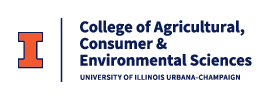 I
College of Agricultural,
Consumer &
Environmental Sciences
UNIVERSITY OF ILLINOIS URBANA-CHAMPAIGN